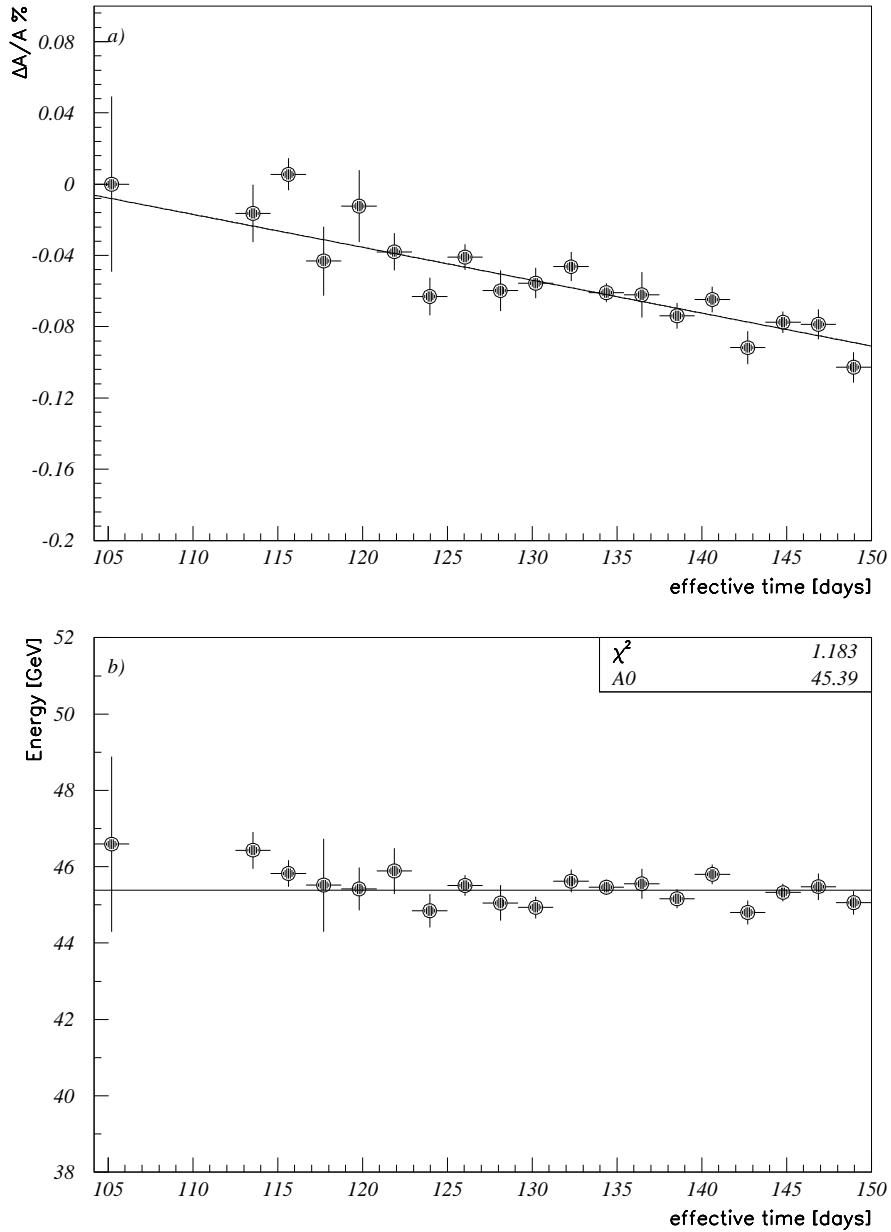 ΔA/A %
a)
0.08
0.04
0
-0.04
-0.08
-0.12
-0.16
-0.2
105 110 115 120 125 130 135 140 145 150
effective time [days]
Energy [GeV]
b)
χ² 1.183
A0 45.39
52
50
48
46
44
42
40
38
105 110 115 120 125 130 135 140 145 150
effective time [days]